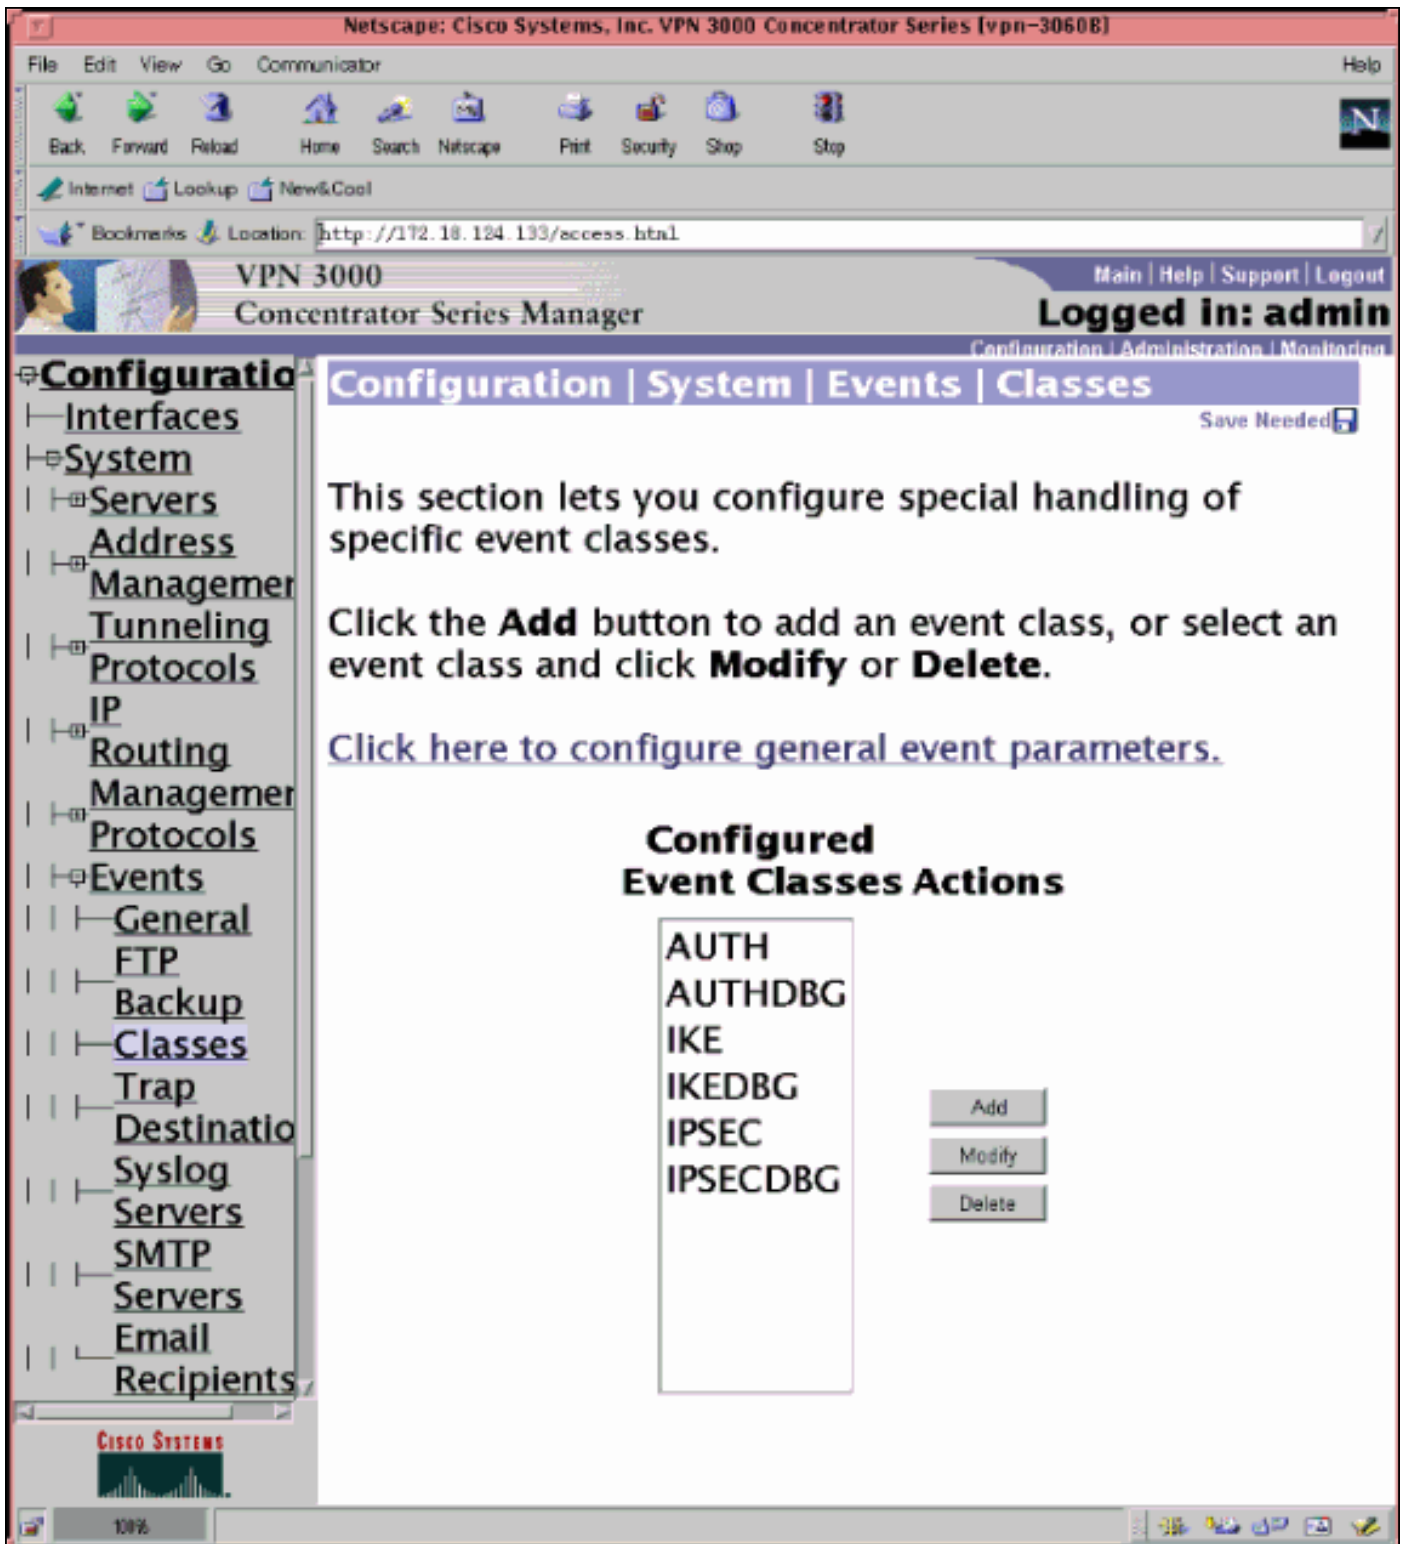 Netscape: Cisco Systems, Inc. VPN 3000 Concentrator Series [vpn-3060B]
File Edit View Go Communicator Help
Back Forward Reload Home Search Netscape Print Security Shop Stop
Internet Lookup New&Cool
Bookmarks Location: http://172.18.124.133/access.html
VPN 3000
Concentrator Series Manager
Main | Help | Support | Logout
Logged in: admin
Configuration | Administration | Monitoring
Configuratio
Interfaces
System
Servers
Address
Managemen
Tunneling
Protocols
IP
Routing
Managemen
Protocols
Events
General
FTP
Backup
Classes
Trap
Destinatio
Syslog
Servers
SMTP
Servers
Email
Recipients
CISCO SYSTEMS
Configuration | System | Events | Classes
Save Needed
This section lets you configure special handling of
specific event classes.
Click the Add button to add an event class, or select an
event class and click Modify or Delete.
Click here to configure general event parameters.
Configured
Event Classes Actions
AUTH
AUTHDBG
IKE
IKEDBG
IPSEC
IPSECDBG
Add
Modify
Delete
100%